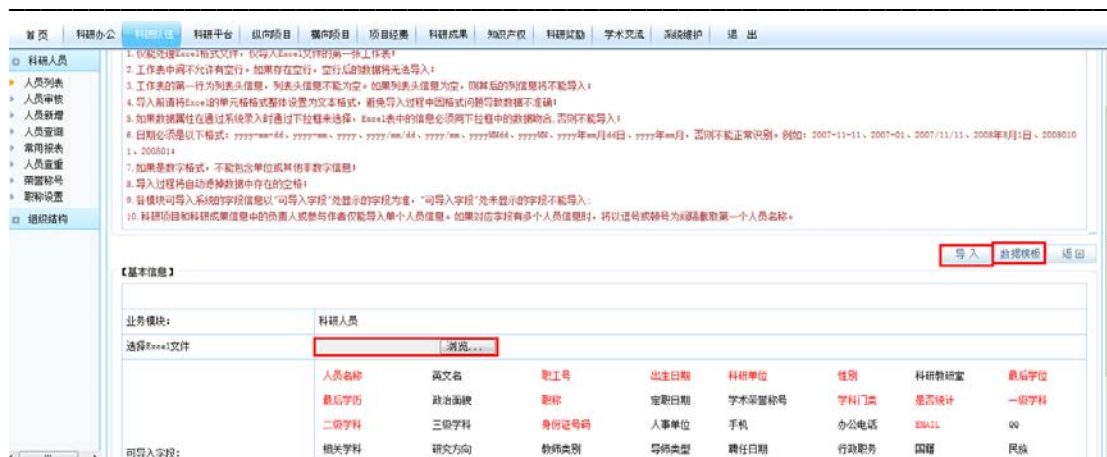 首页 科研办公 科研队伍 科研平台 纵向项目 横向项目 项目经费 科研成果 知识产权 科研奖励 学术交流 系统维护 退出
科研人员
人员列表
人员审核
人员新增
人员查询
常用报表
人员查重
荣誉称号
职称设置
组织结构
1.仅能处理Excel格式文件,仅导入Excel文件的第一张工作表;
2.工作表中间不允许有空行。如果存在空行,空行后的数据将无法导入;
3.工作表的第一行为列表头信息,列表头信息不能为空。如果列表头信息为空,则其后的列信息将不能导入;
4.导入前请将Excel的单元格格式整体设置为文本格式,避免导入过程中因格式问题导致数据不准确;
5.如果数据属性在通过系统录入时通过下拉框来选择,Excel表中的信息必须同下拉框中的数据吻合,否则不能导入;
6.日期必须是以下格式:yyyy-mm-dd、yyyy-mm、yyyy、yyyy/mm/dd、yyyy/mm、yyyyMMdd、yyyyMM、yyyy年mm月dd日、yyyy年mm月,否则不能正常识别。例如:2007-11-11、2007-01、2007/11/11、2008年8月1日、2008010
1、200801;
7.如果是数字格式,不能包含单位或其他非数字信息;
8.导入过程将自动滤掉数据中存在的空格;
9.各模块可导入系统的字段信息以"可导入字段"处显示的字段为准,"可导入字段"处未显示的字段不能导入;
10.科研项目和科研成果信息中的负责人或参与作者仅能导入单个人员信息。如果对应字段有多个人员信息时,将以逗号或顿号为间隔截取第一个人员名称。
导入 数据模板 返回
【基本信息】
业务模块: 科研人员
选择Excel文件 浏览...
可导入字段:
人员名称 英文名 职工号 出生日期 科研单位 性别 科研教研室 最后学位
最后学历 政治面貌 职称 定职日期 学术荣誉称号 学科门类 是否统计 一级学科
二级学科 三级学科 身份证号码 人事单位 手机 办公电话 EMAIL QQ
相关学科 研究方向 教师类别 导师类型 聘任日期 行政职务 国籍 民族